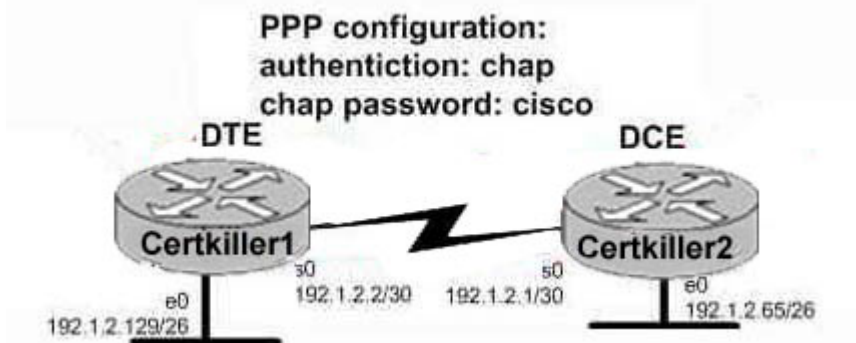 PPP configuration:
authentiction: chap
chap password: cisco
DTE
DCE
Certkiller1
Certkiller2
s0
192.1.2.2/30
s0
192.1.2.1/30
e0
192.1.2.129/26
e0
192.1.2.65/26